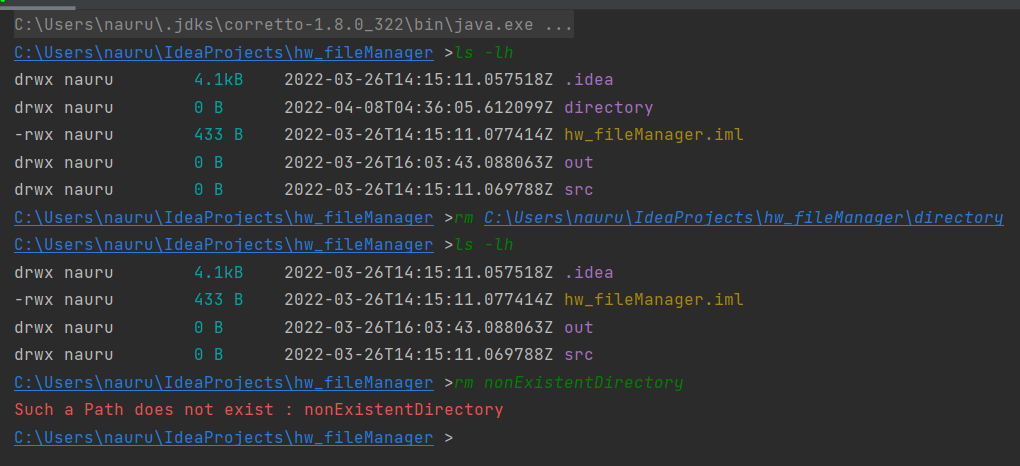 C:\Users\nauru\.jdks\corretto-1.8.0_322\bin\java.exe ...
C:\Users\nauru\IdeaProjects\hw_fileManager >ls -lh
drwx nauru        4.1kB    2022-03-26T14:15:11.057518Z .idea
drwx nauru        0 B      2022-04-08T04:36:05.612099Z directory
-rwx nauru        433 B    2022-03-26T14:15:11.077414Z hw_fileManager.iml
drwx nauru        0 B      2022-03-26T16:03:43.088063Z out
drwx nauru        0 B      2022-03-26T14:15:11.069788Z src
C:\Users\nauru\IdeaProjects\hw_fileManager >rm C:\Users\nauru\IdeaProjects\hw_fileManager\directory
C:\Users\nauru\IdeaProjects\hw_fileManager >ls -lh
drwx nauru        4.1kB    2022-03-26T14:15:11.057518Z .idea
-rwx nauru        433 B    2022-03-26T14:15:11.077414Z hw_fileManager.iml
drwx nauru        0 B      2022-03-26T16:03:43.088063Z out
drwx nauru        0 B      2022-03-26T14:15:11.069788Z src
C:\Users\nauru\IdeaProjects\hw_fileManager >rm nonExistentDirectory
Such a Path does not exist : nonExistentDirectory
C:\Users\nauru\IdeaProjects\hw_fileManager >